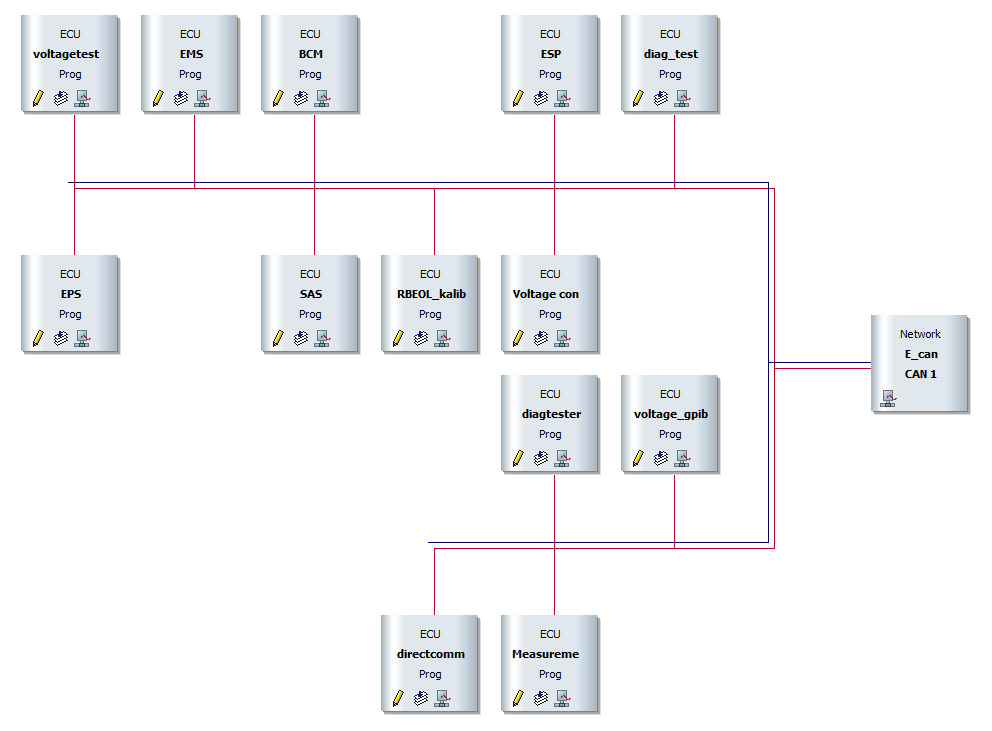 ECU
voltagetest
Prog
ECU
EMS
Prog
ECU
BCM
Prog
ECU
ESP
Prog
ECU
diag_test
Prog
ECU
EPS
Prog
ECU
SAS
Prog
ECU
RBEOL_kalib
Prog
ECU
Voltage con
Prog
Network
E_can
CAN 1
ECU
diagtester
Prog
ECU
voltage_gpib
Prog
ECU
directcomm
Prog
ECU
Measureme
Prog